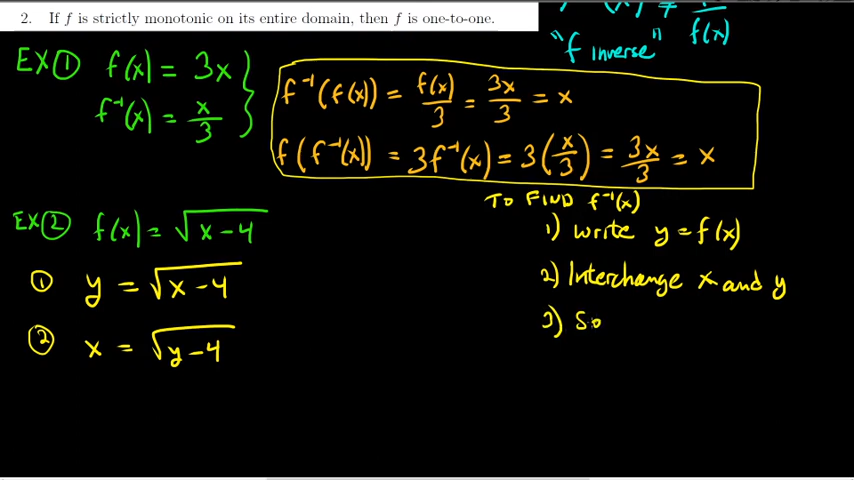 2. If f is strictly monotonic on its entire domain, then f is one-to-one.
f(x)
"f inverse"
EX① f(x) = 3x
f⁻¹(x) = x/3
f⁻¹(f(x)) = f(x)/3 = 3x/3 = x
f(f⁻¹(x)) = 3f⁻¹(x) = 3(x/3) = 3x/3 = x
EX② f(x) = √(x-4)
① y = √(x-4)
② x = √(y-4)
TO FIND f⁻¹(x)
1) Write y = f(x)
2) Interchange x and y
3) So